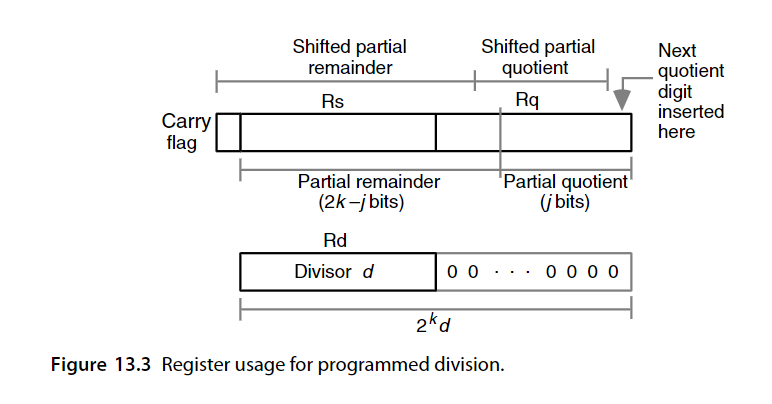 Shifted partial
remainder
Shifted partial
quotient
Next
quotient
digit
inserted
here
Rs
Rq
Carry
flag
Partial remainder
(2k–j bits)
Partial quotient
(j bits)
Rd
Divisor d
0 0 · · · 0 0 0 0
2ᵏd
Figure 13.3 Register usage for programmed division.